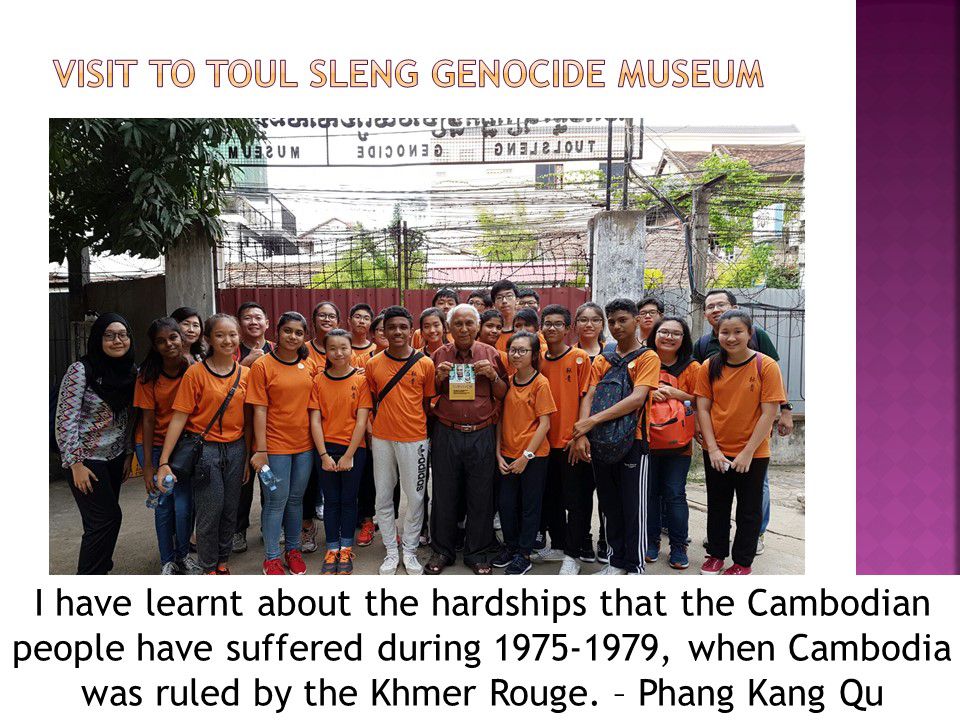 VISIT TO TOUL SLENG GENOCIDE MUSEUM
TUOLSLENG GENOCIDE MUSEUM
adidas
I have learnt about the hardships that the Cambodian
people have suffered during 1975-1979, when Cambodia
was ruled by the Khmer Rouge. – Phang Kang Qu